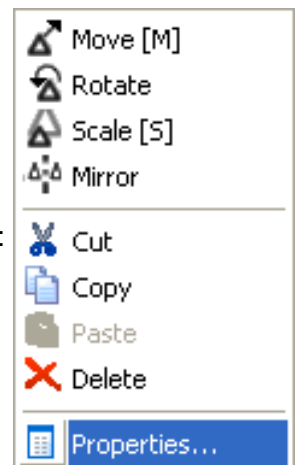 Move [M]
Rotate
Scale [S]
Mirror
Cut
Copy
Paste
Delete
Properties...